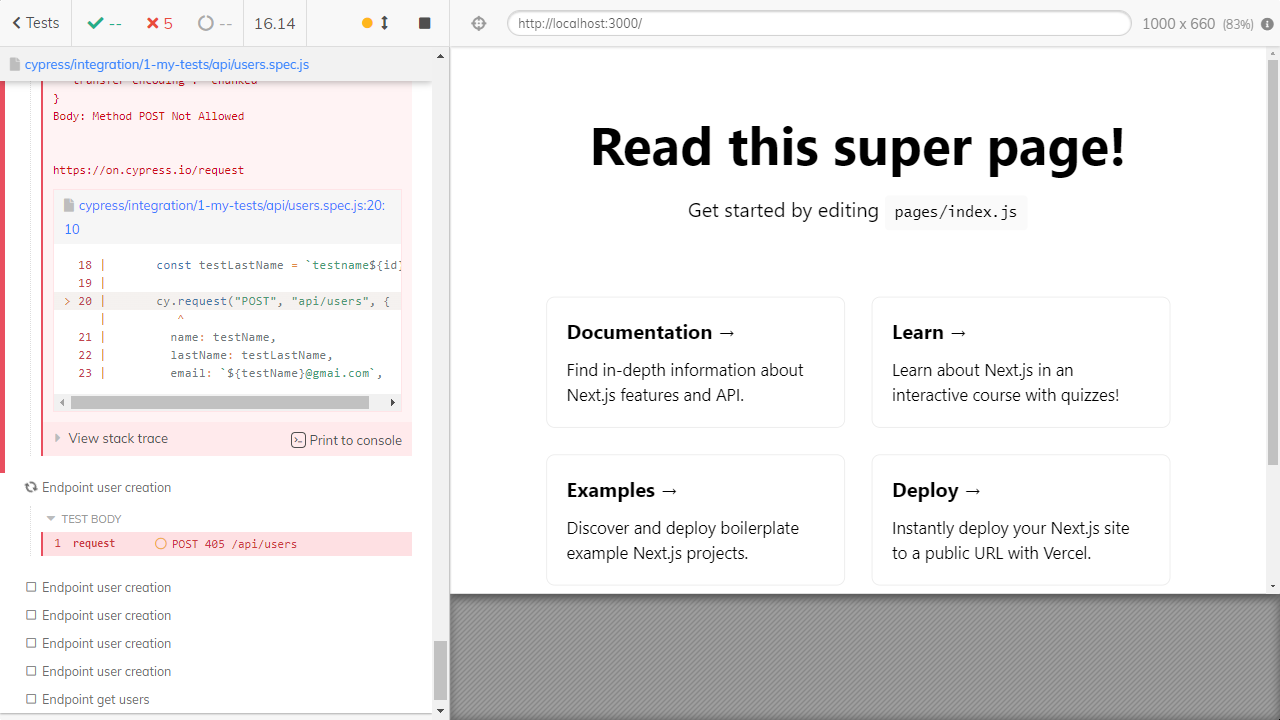 Tests
--
5
--
16.14
http://localhost:3000/
1000 x 660 (83%)
cypress/integration/1-my-tests/api/users.spec.js
"transfer-encoding": "chunked"
}
Body: Method POST Not Allowed
https://on.cypress.io/request
cypress/integration/1-my-tests/api/users.spec.js:20:
10
18 | const testLastName = `testname${id}
19 |
> 20 | cy.request("POST", "api/users", {
| ^
21 | name: testName,
22 | lastName: testLastName,
23 | email: `${testName}@gmai.com`,
View stack trace
Print to console
Endpoint user creation
TEST BODY
1 request POST 405 /api/users
Endpoint user creation
Endpoint user creation
Endpoint user creation
Endpoint user creation
Endpoint get users
Read this super page!
Get started by editing pages/index.js
Documentation →
Find in-depth information about
Next.js features and API.
Learn →
Learn about Next.js in an
interactive course with quizzes!
Examples →
Discover and deploy boilerplate
example Next.js projects.
Deploy →
Instantly deploy your Next.js site
to a public URL with Vercel.